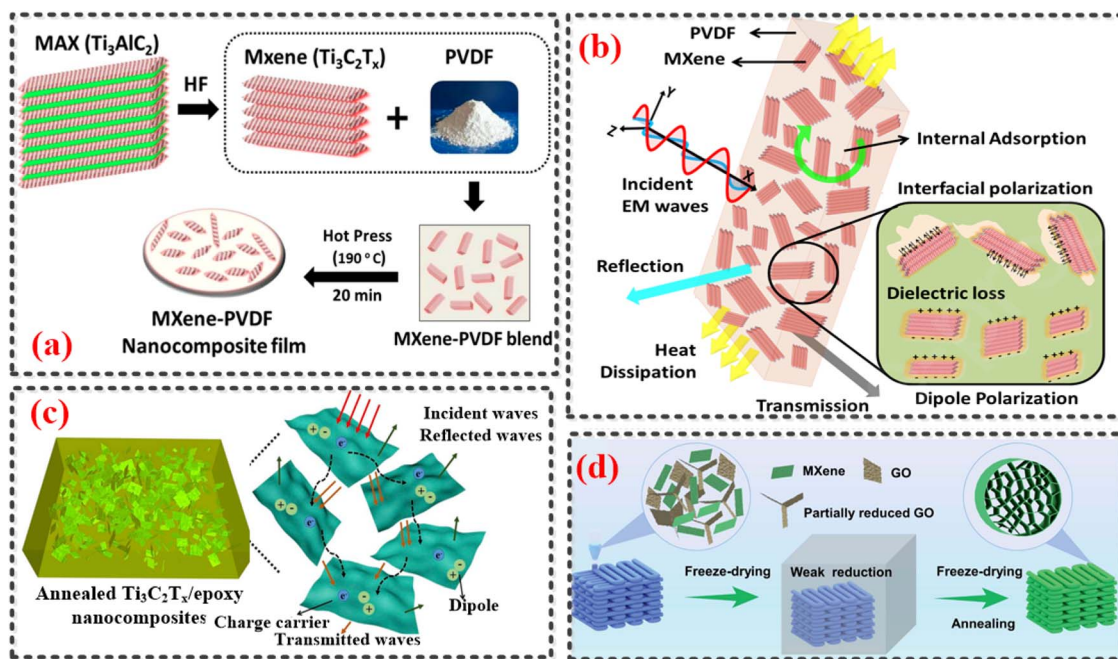 MAX (Ti₃AlC₂)
HF
Mxene (Ti₃C₂Tₓ)
+
PVDF
Hot Press
(190 ° C)
20 min
MXene-PVDF
Nanocomposite film
MXene-PVDF blend
(a)
(b)
PVDF
MXene
Y
Z
X
Incident
EM waves
Internal Adsorption
Interfacial polarization
Reflection
Dielectric loss
Heat
Dissipation
Transmission
Dipole Polarization
(c)
Incident waves
Reflected waves
Annealed Ti₃C₂Tₓ/epoxy
nanocomposites
Charge carrier
Dipole
Transmitted waves
(d)
MXene
GO
Partially reduced GO
Freeze-drying
Weak reduction
Freeze-drying
Annealing